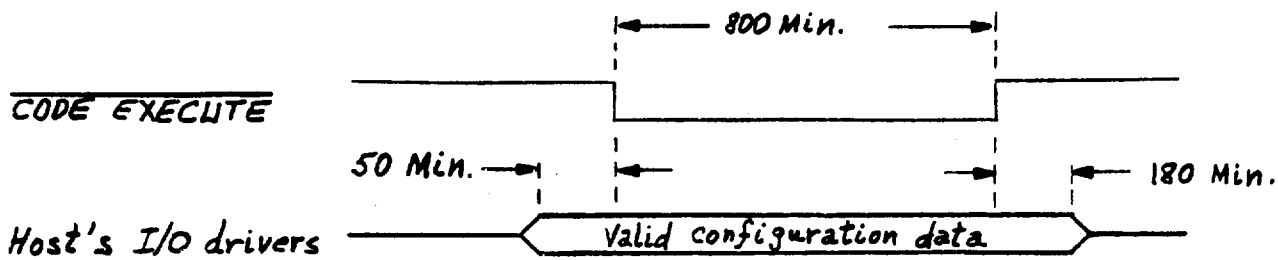 800 Min.
CODE EXECUTE
50 Min.
180 Min.
Host's I/O drivers
Valid configuration data